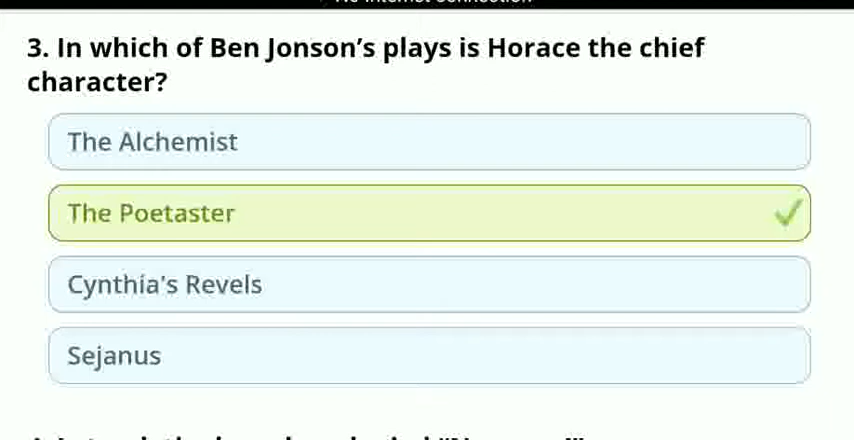 3. In which of Ben Jonson's plays is Horace the chief
character?
The Alchemist
The Poetaster
Cynthia's Revels
Sejanus